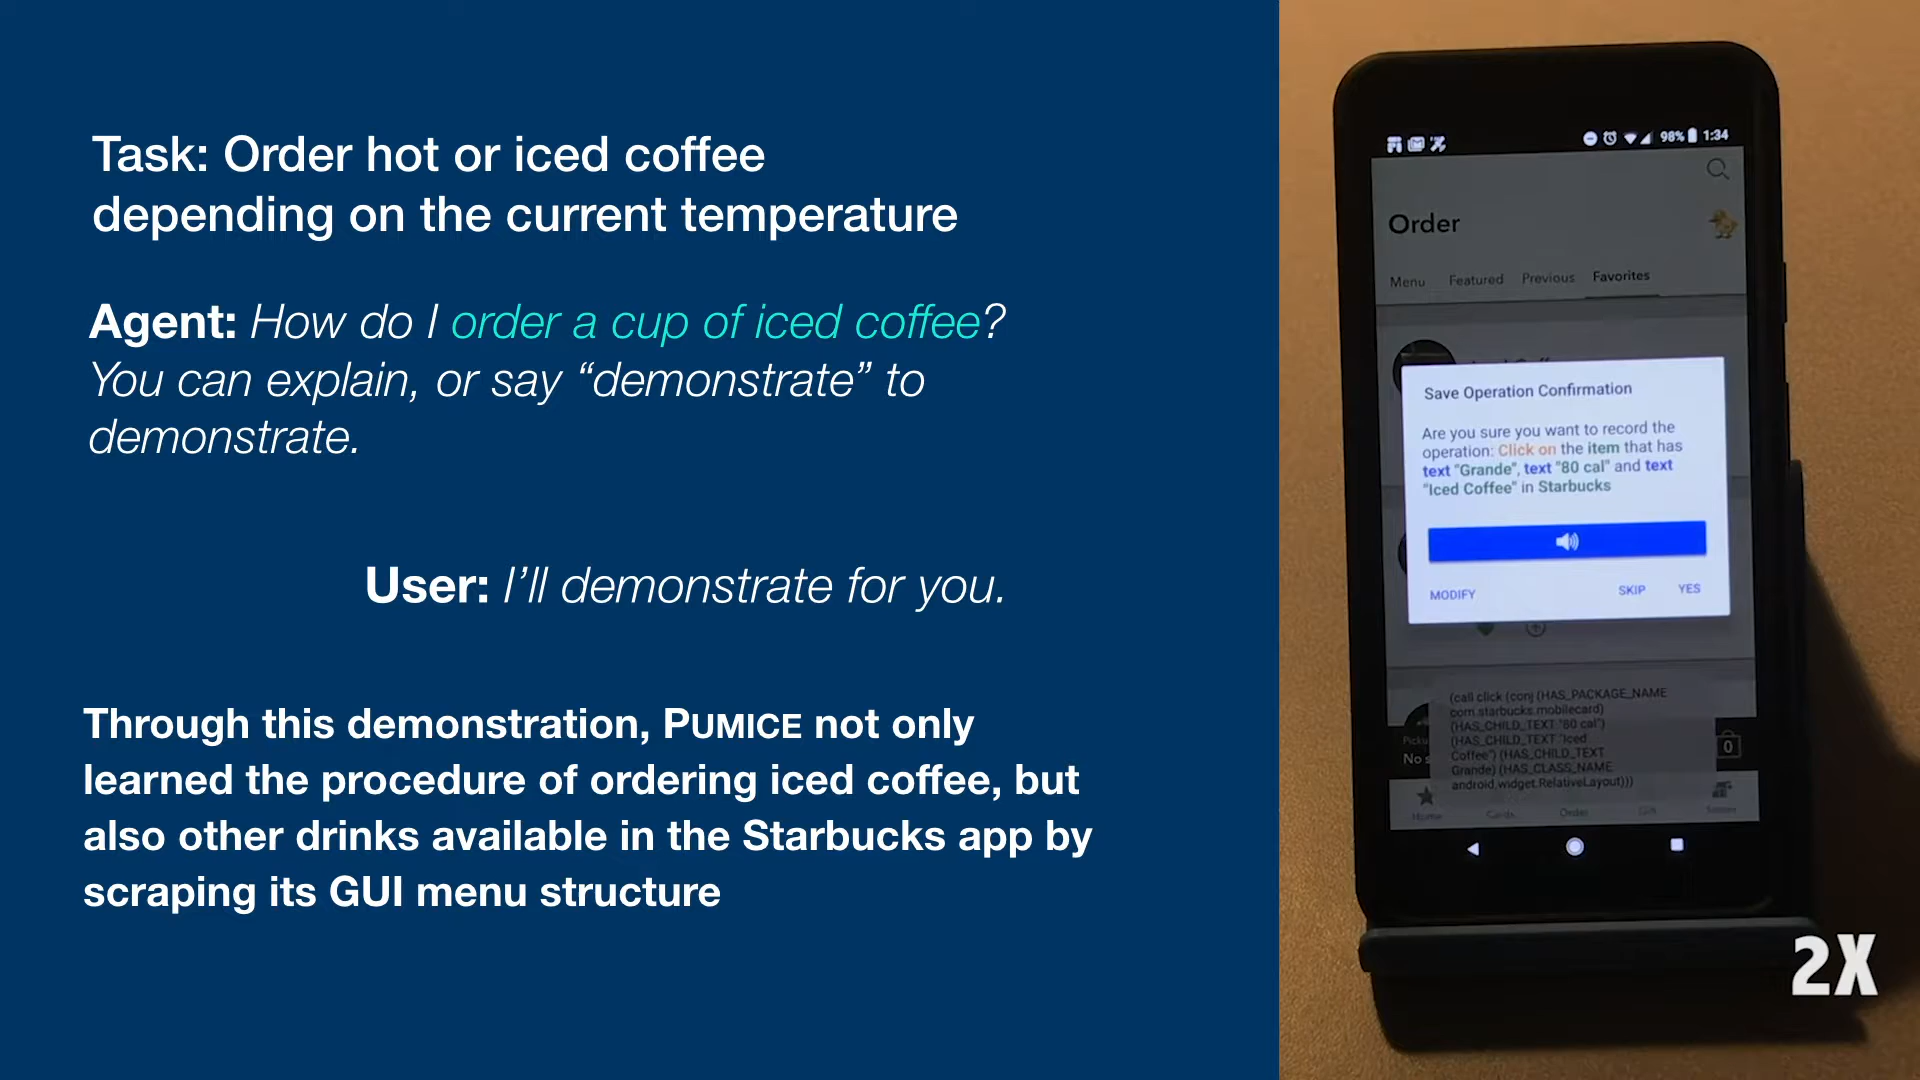 Task: Order hot or iced coffee
depending on the current temperature
Agent: How do I order a cup of iced coffee?
You can explain, or say “demonstrate” to
demonstrate.
User: I’ll demonstrate for you.
Through this demonstration, PUMICE not only
learned the procedure of ordering iced coffee, but
also other drinks available in the Starbucks app by
scraping its GUI menu structure
98% 1:34
Order
Menu Featured Previous Favorites
Save Operation Confirmation
Are you sure you want to record the
operation: Click on the item that has
text "Grande", text "80 cal" and text
"Iced Coffee" in Starbucks
MODIFY SKIP YES
(call click (conj (HAS_PACKAGE_NAME
com.starbucks.mobilecard)
(HAS_CHILD_TEXT "80 cal")
(HAS_CHILD_TEXT "Iced
Coffee") (HAS_CHILD_TEXT
Grande) (HAS_CLASS_NAME
android.widget.RelativeLayout)))
No
0
Home Cards Order Gift Stores
2X